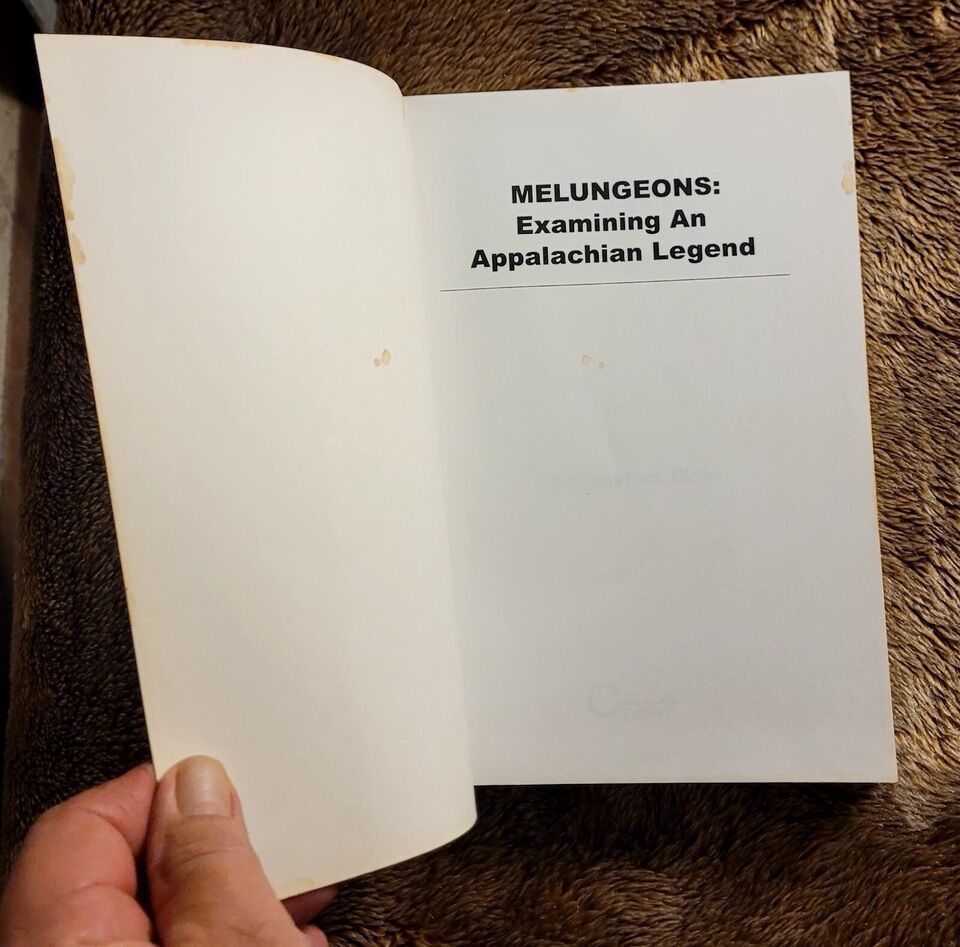 MELUNGEONS:
Examining An
Appalachian Legend